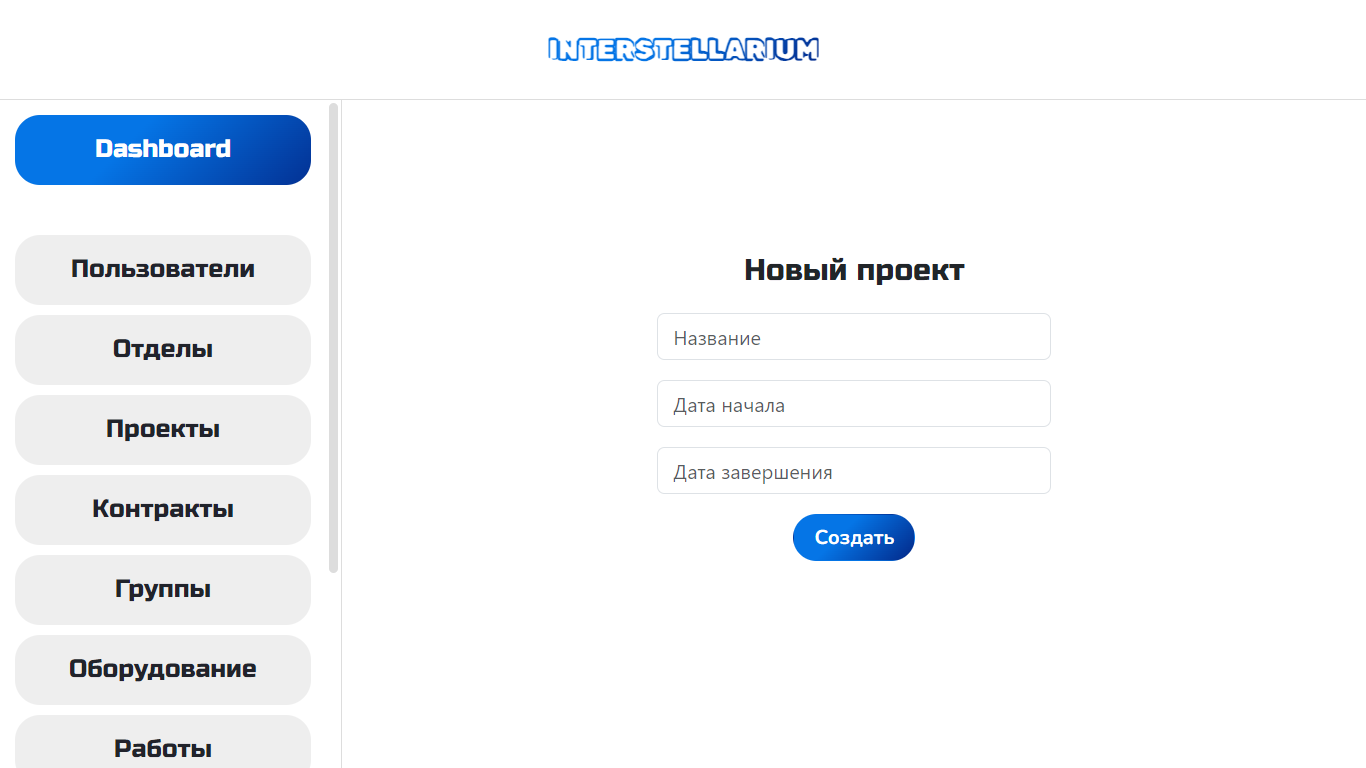 INTERSTELLARIUM
Dashboard
Пользователи
Отделы
Проекты
Контракты
Группы
Оборудование
Работы
Новый проект
Название
Дата начала
Дата завершения
Создать